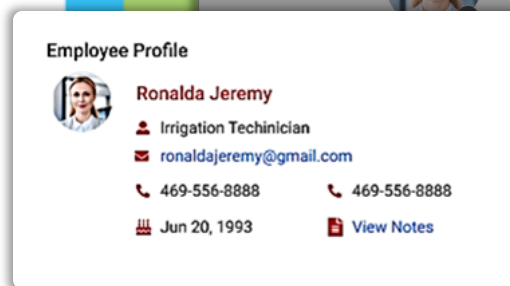 Employee Profile
Ronalda Jeremy
Irrigation Techinician
ronaldajeremy@gmail.com
469-556-8888 469-556-8888
Jun 20, 1993 View Notes